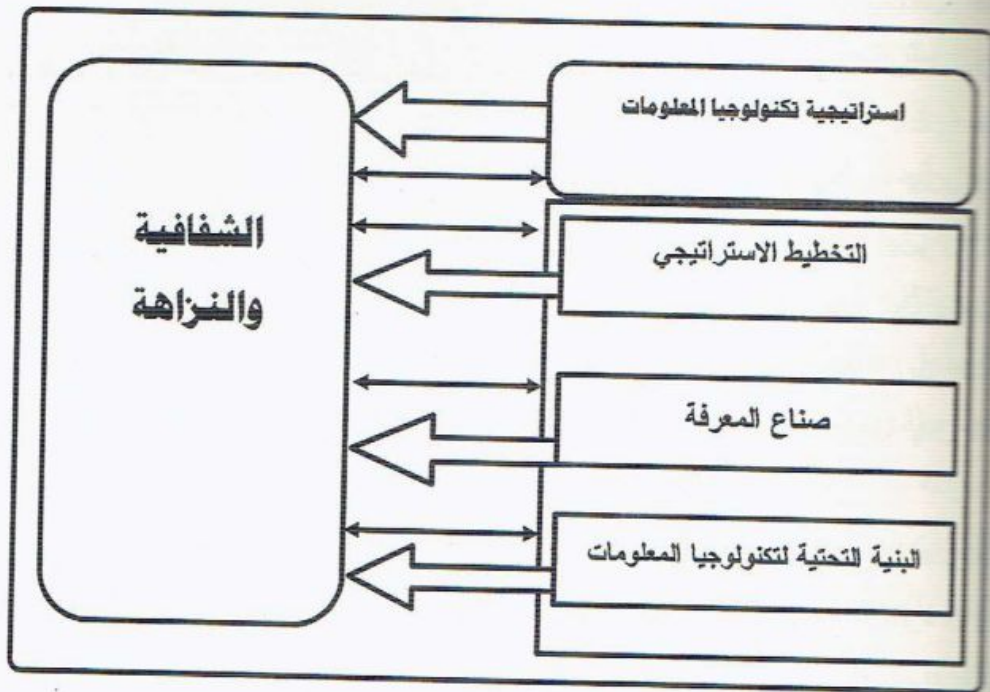 استراتيجية تكنولوجيا المعلومات
الشفافية
والنزاهة
التخطيط الاستراتيجي
صناع المعرفة
البنية التحتية لتكنولوجيا المعلومات